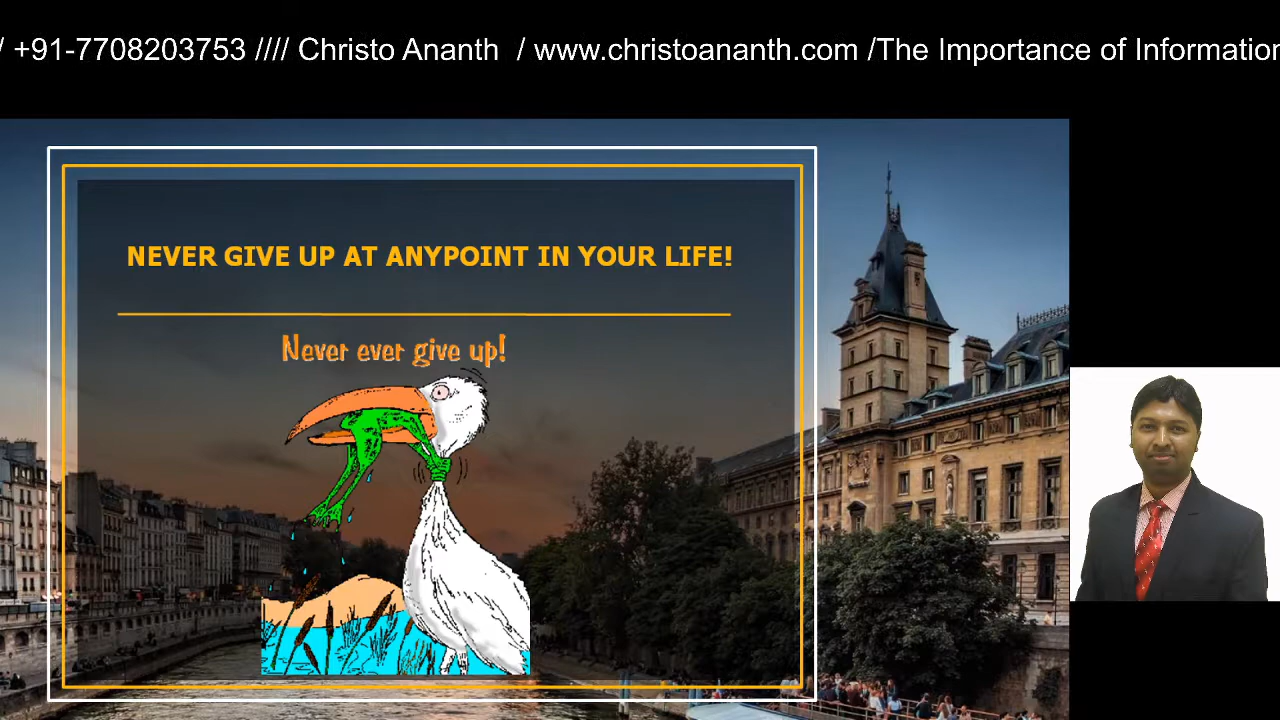 / +91-7708203753 //// Christo Ananth / www.christoananth.com /The Importance of Information
NEVER GIVE UP AT ANYPOINT IN YOUR LIFE!
Never ever give up!